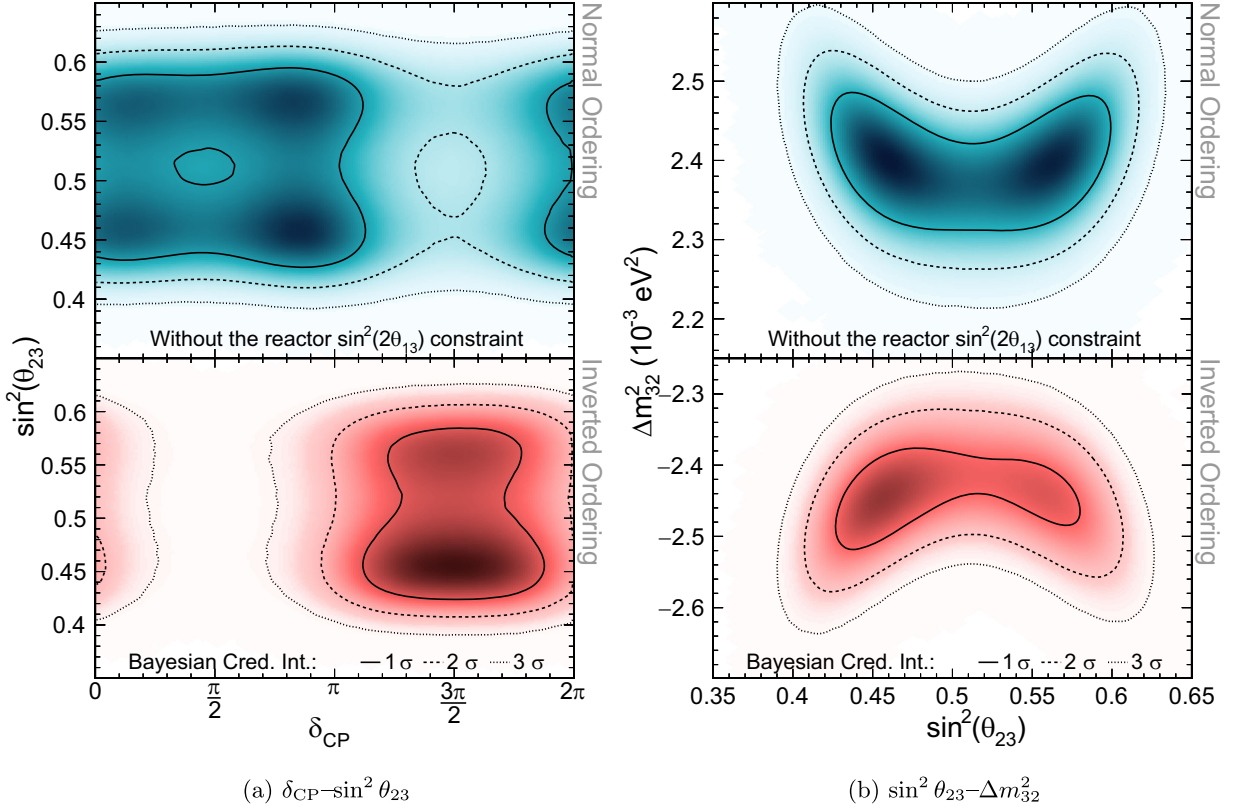 0.6
0.55
0.5
0.45
0.4
Without the reactor sin²(2θ₁₃) constraint
Normal Ordering
sin²(θ₂₃)
0.6
0.55
0.5
0.45
0.4
Bayesian Cred. Int.: 1 σ 2 σ 3 σ
Inverted Ordering
0 π/2 π 3π/2 2π
δ_CP
(a) δ_CP–sin² θ₂₃
2.5
2.4
2.3
2.2
Without the reactor sin²(2θ₁₃) constraint
Normal Ordering
Δm²₃₂ (10⁻³ eV²)
−2.3
−2.4
−2.5
−2.6
Bayesian Cred. Int.: 1 σ 2 σ 3 σ
Inverted Ordering
0.35 0.4 0.45 0.5 0.55 0.6 0.65
sin²(θ₂₃)
(b) sin² θ₂₃–Δm²₃₂